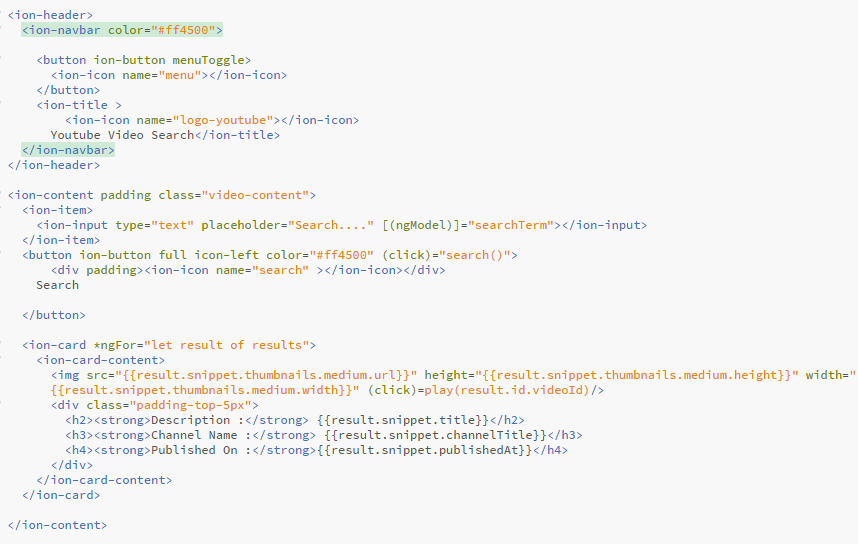 <ion-header>
<ion-navbar color="#ff4500">
<button ion-button menuToggle>
<ion-icon name="menu"></ion-icon>
</button>
<ion-title >
<ion-icon name="logo-youtube"></ion-icon>
Youtube Video Search</ion-title>
</ion-navbar>
</ion-header>
<ion-content padding class="video-content">
<ion-item>
<ion-input type="text" placeholder="Search...." [(ngModel)]="searchTerm"></ion-input>
</ion-item>
<button ion-button full icon-left color="#ff4500" (click)="search()">
<div padding><ion-icon name="search" ></ion-icon></div>
Search
</button>
<ion-card *ngFor="let result of results">
<ion-card-content>
<img src="{{result.snippet.thumbnails.medium.url}}" height="{{result.snippet.thumbnails.medium.height}}" width="
{{result.snippet.thumbnails.medium.width}}" (click)=play(result.id.videoId)/>
<div class="padding-top-5px">
<h2><strong>Description :</strong> {{result.snippet.title}}</h2>
<h3><strong>Channel Name :</strong> {{result.snippet.channelTitle}}</h3>
<h4><strong>Published On :</strong>{{result.snippet.publishedAt}}</h4>
</div>
</ion-card-content>
</ion-card>
</ion-content>